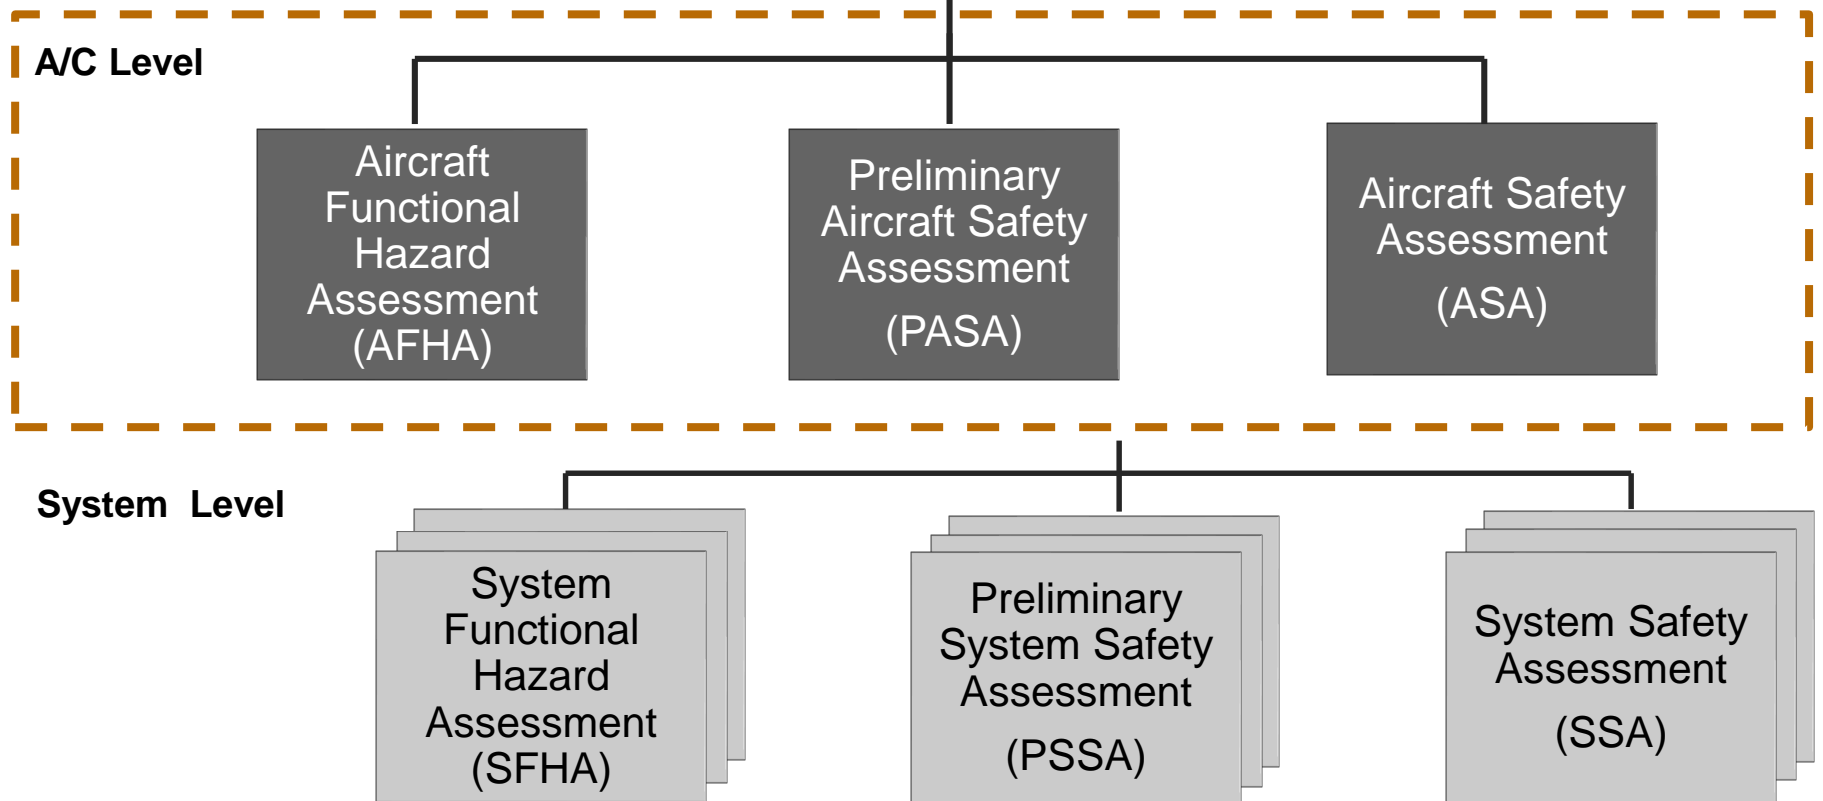 A/C Level
Aircraft
Functional
Hazard
Assessment
(AFHA)
Preliminary
Aircraft Safety
Assessment
(PASA)
Aircraft Safety
Assessment
(ASA)
System Level
System
Functional
Hazard
Assessment
(SFHA)
Preliminary
System Safety
Assessment
(PSSA)
System Safety
Assessment
(SSA)